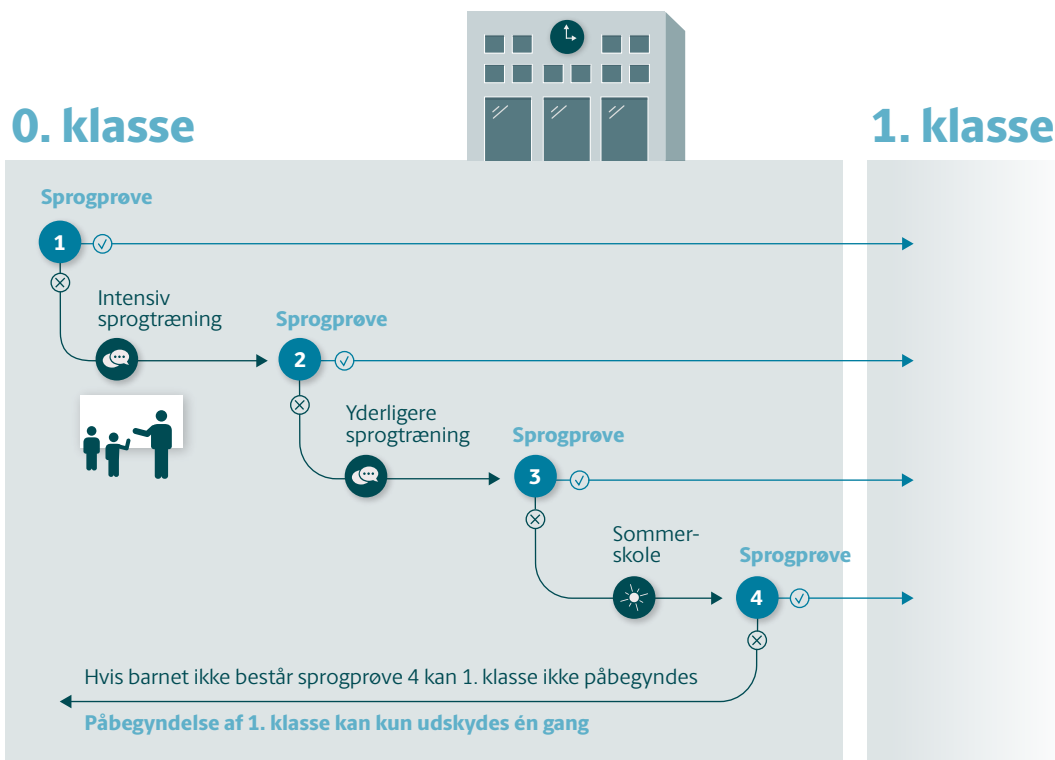 0. klasse
1. klasse
Sprogprøve
1
Intensiv
sprogtræning
Sprogprøve
2
Yderligere
sprogtræning
Sprogprøve
3
Sommer-
skole
Sprogprøve
4
Hvis barnet ikke består sprogprøve 4 kan 1. klasse ikke påbegyndes
Påbegyndelse af 1. klasse kan kun udskydes én gang